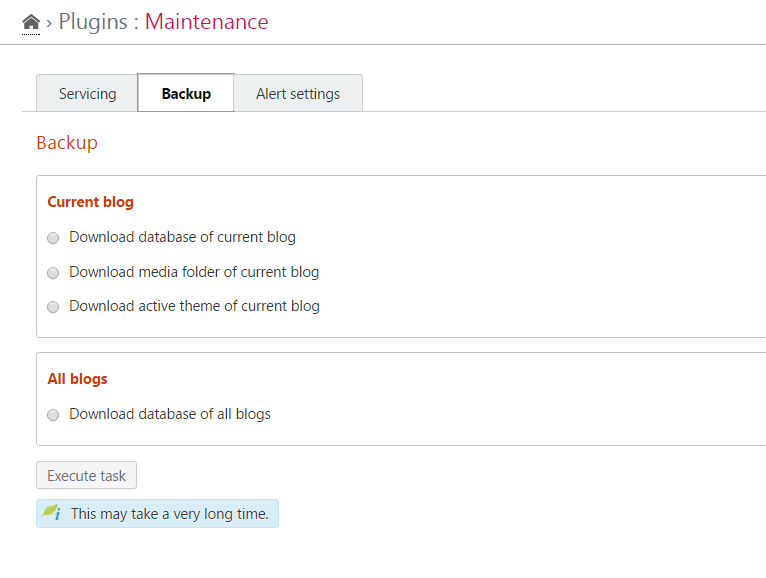 › Plugins : Maintenance
Servicing Backup Alert settings
Backup
Current blog
Download database of current blog
Download media folder of current blog
Download active theme of current blog
All blogs
Download database of all blogs
Execute task
This may take a very long time.